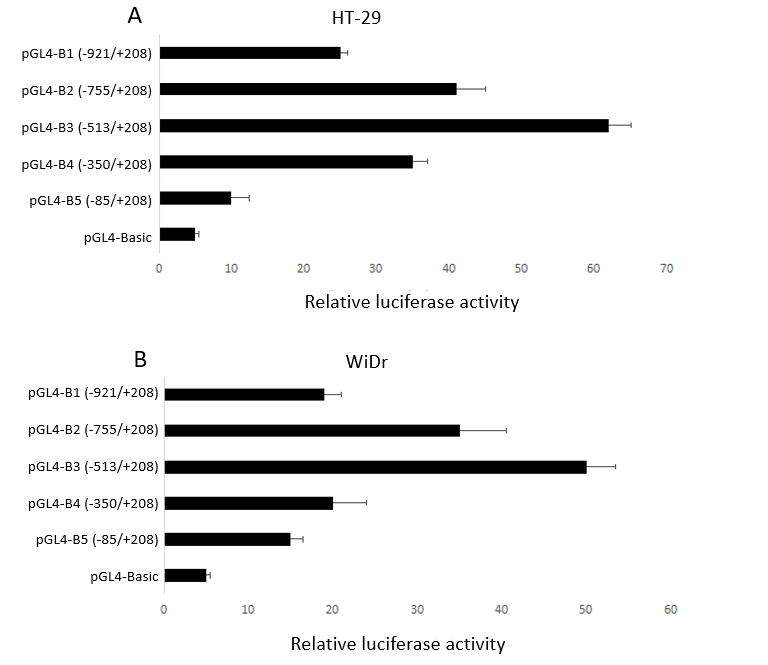 A
HT-29
pGL4-B1 (-921/+208)
pGL4-B2 (-755/+208)
pGL4-B3 (-513/+208)
pGL4-B4 (-350/+208)
pGL4-B5 (-85/+208)
pGL4-Basic
0 10 20 30 40 50 60 70
Relative luciferase activity
B
WiDr
pGL4-B1 (-921/+208)
pGL4-B2 (-755/+208)
pGL4-B3 (-513/+208)
pGL4-B4 (-350/+208)
pGL4-B5 (-85/+208)
pGL4-Basic
0 10 20 30 40 50 60
Relative luciferase activity